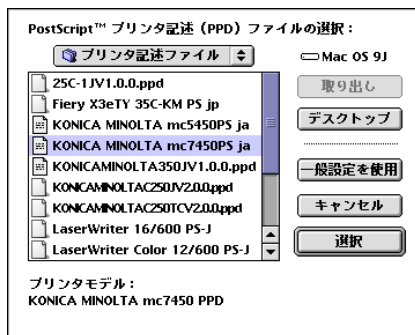 PostScript™ プリンタ記述（PPD）ファイルの選択：
プリンタ記述ファイル
Mac OS 9J
25C-1JV1.0.0.ppd
Fiery X3eTY 35C-KM PS jp
KONICA MINOLTA mc5450PS ja
KONICA MINOLTA mc7450PS ja
KONICAMINOLTA350JV1.0.0.ppd
KONICAMINOLTAC250JV2.0.0.ppd
KONICAMINOLTAC250TCV2.0.0.ppd
LaserWriter 16/600 PS-J
LaserWriter Color 12/600 PS-J
取り出し
デスクトップ
一般設定を使用
キャンセル
選択
プリンタモデル：
KONICA MINOLTA mc7450 PPD